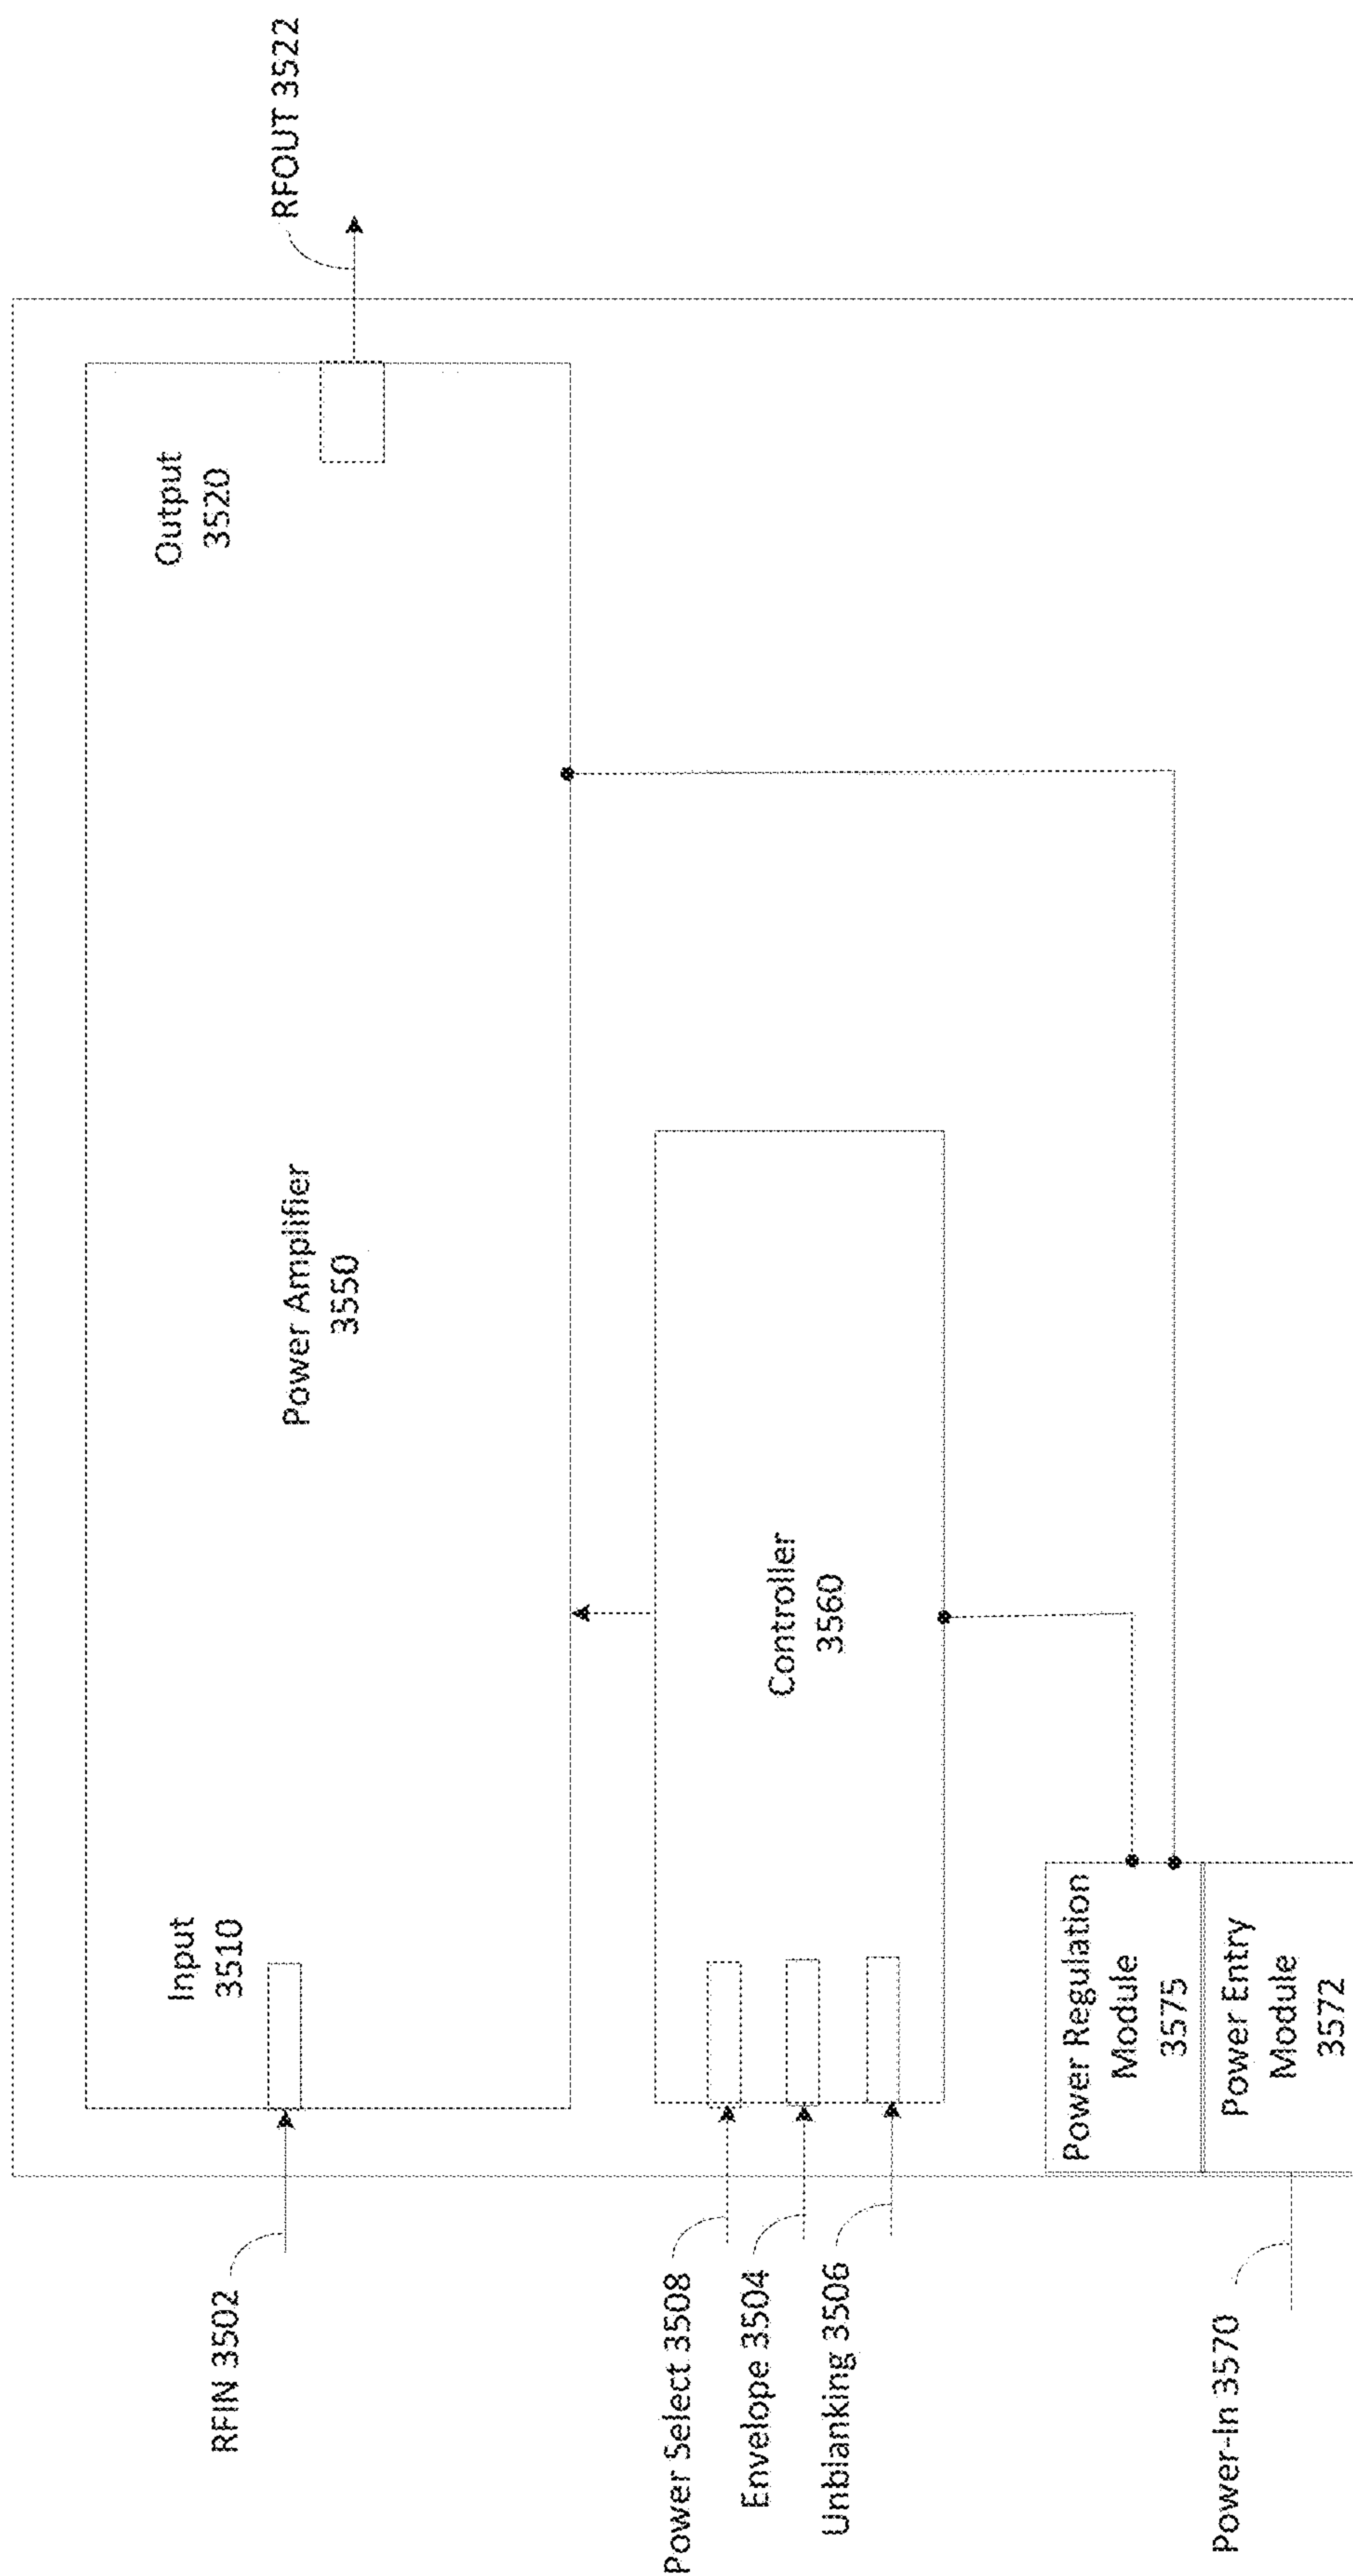 RFIN 3502
Input
3510
Power Amplifier
3550
Output
3520
RFOUT 3522
Power Select 3508
Envelope 3504
Unblanking 3506
Controller
3560
Power Regulation
Module
3575
Power Entry
Module
3572
Power-In 3570